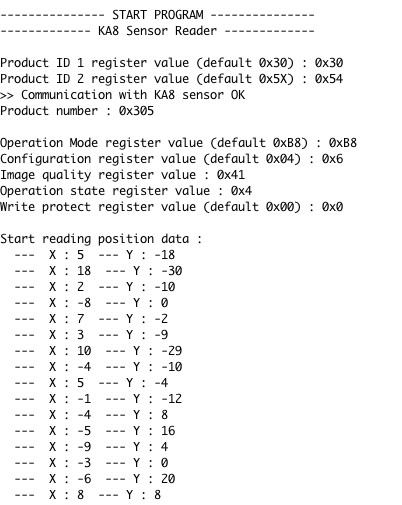 --------------- START PROGRAM ---------------
------------- KA8 Sensor Reader -------------
Product ID 1 register value (default 0x30) : 0x30
Product ID 2 register value (default 0x5X) : 0x54
>> Communication with KA8 sensor OK
Product number : 0x305
Operation Mode register value (default 0xB8) : 0xB8
Configuration register value (default 0x04) : 0x6
Image quality register value : 0x41
Operation state register value : 0x4
Write protect register value (default 0x00) : 0x0
Start reading position data :
--- X : 5 --- Y : -18
--- X : 18 --- Y : -30
--- X : 2 --- Y : -10
--- X : -8 --- Y : 0
--- X : 7 --- Y : -2
--- X : 3 --- Y : -9
--- X : 10 --- Y : -29
--- X : -4 --- Y : -10
--- X : 5 --- Y : -4
--- X : -1 --- Y : -12
--- X : -4 --- Y : 8
--- X : -5 --- Y : 16
--- X : -9 --- Y : 4
--- X : -3 --- Y : 0
--- X : -6 --- Y : 20
--- X : 8 --- Y : 8